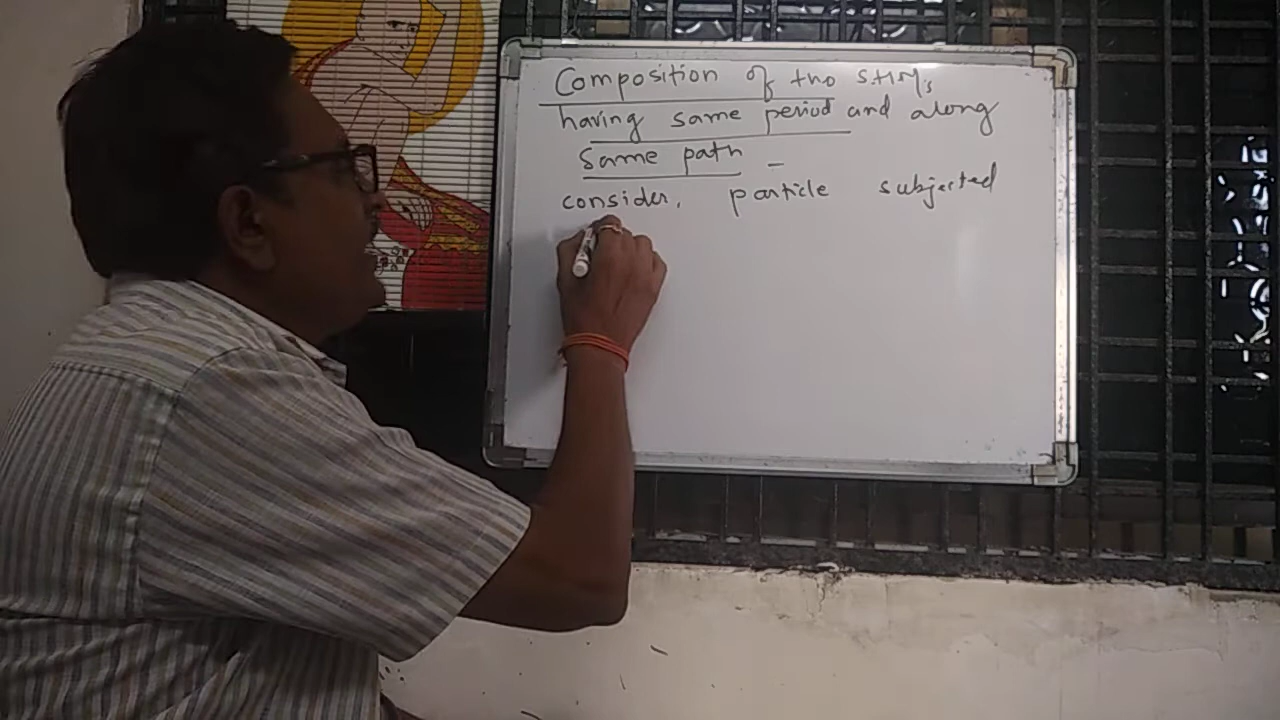 Composition of two S.H.M,s
having same period and along
same path -
consider, particle subjected